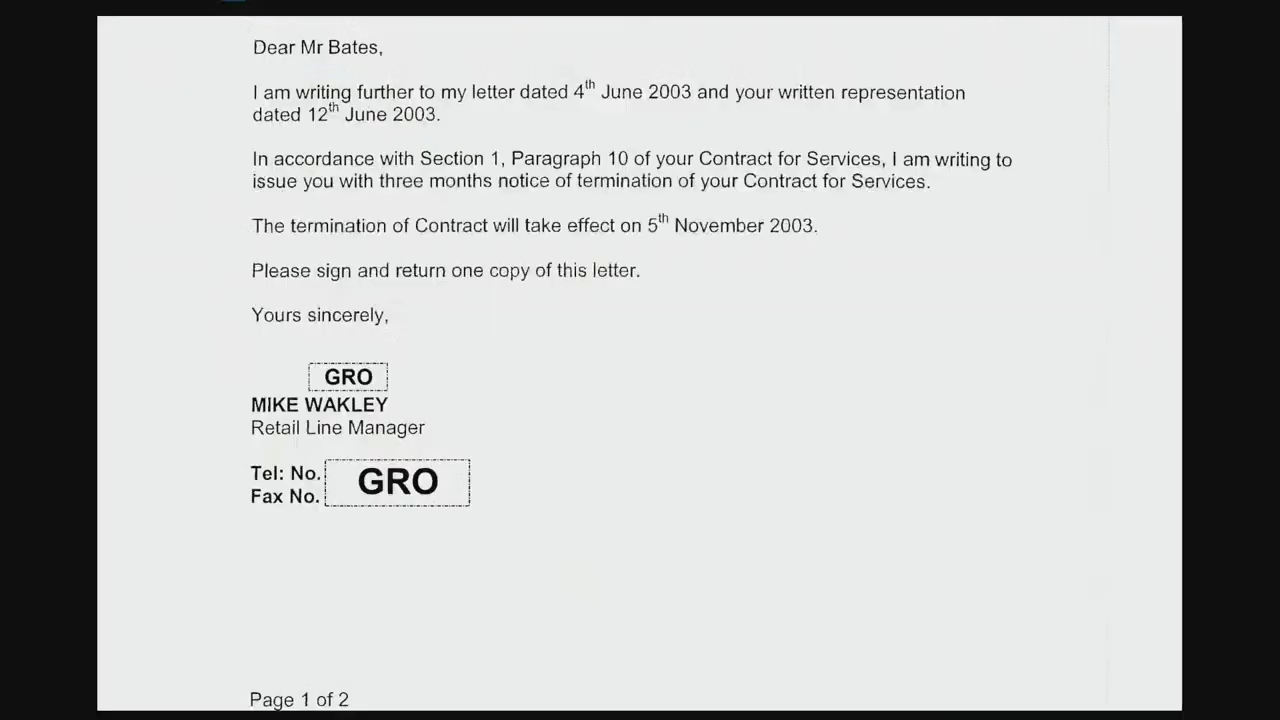 Dear Mr Bates,
I am writing further to my letter dated 4th June 2003 and your written representation
dated 12th June 2003.
In accordance with Section 1, Paragraph 10 of your Contract for Services, I am writing to
issue you with three months notice of termination of your Contract for Services.
The termination of Contract will take effect on 5th November 2003.
Please sign and return one copy of this letter.
Yours sincerely,
GRO
MIKE WAKLEY
Retail Line Manager
Tel: No.
Fax No.
GRO
Page 1 of 2